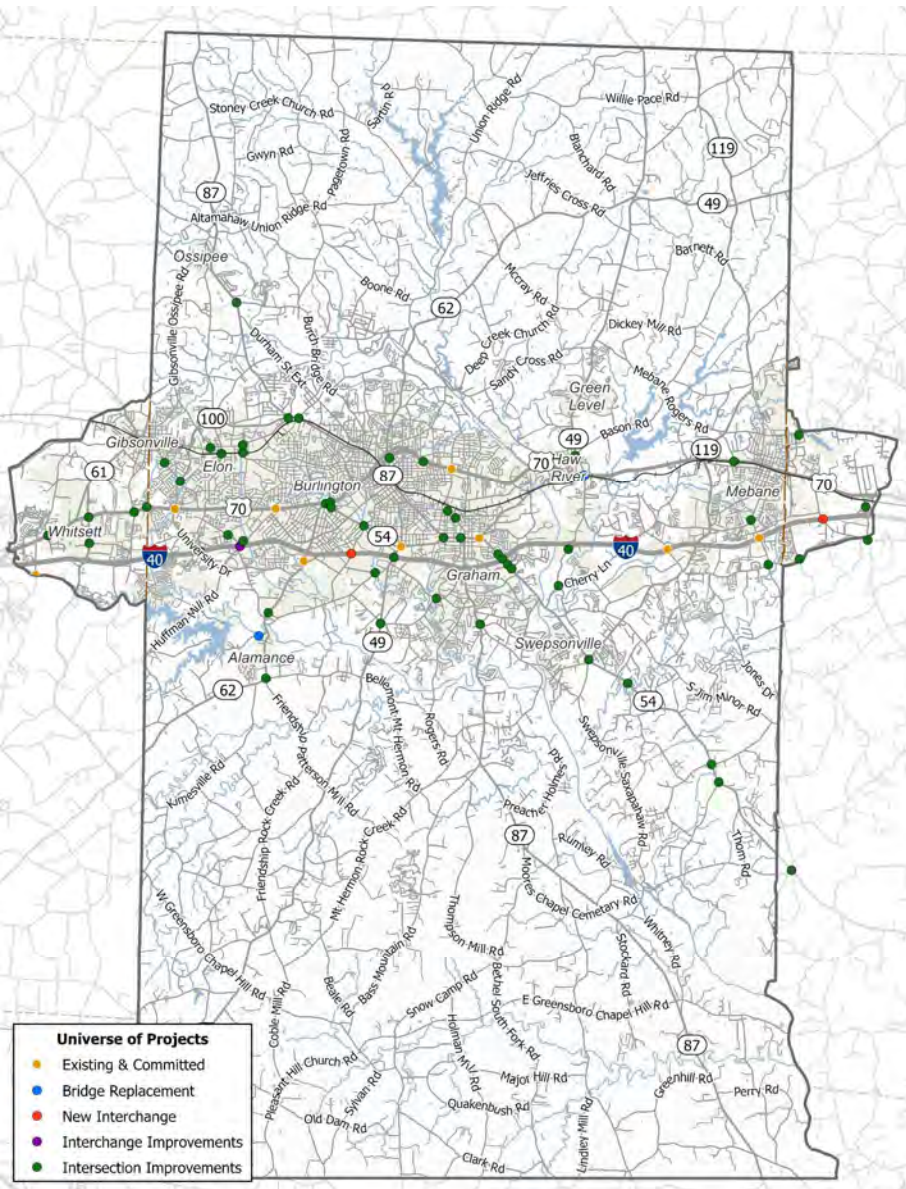 Stoney Creek Church Rd
Sartin Rd
Union Ridge Rd
Willie Pace Rd
Gwyn Rd
Pagetown Rd
Blanchard Rd
119
87
Jeffries Cross Rd
49
Altamahaw Union Ridge Rd
Ossipee
Barnett Rd
Gibsonville Ossipee Rd
Boone Rd
Mccray Rd
62
Durham St Ext
Burch Bridge Rd
Deep Creek Church Rd
Dickey Mill Rd
Sandy Cross Rd
Green
Level
Mebane Rogers Rd
100
Gibsonville
Elon
49
Bason Rd
119
61
87
70
Haw
River
Burlington
Mebane
70
70
Whitsett
54
40
University Dr
40
Graham
Cherry Ln
Huffman Mill Rd
49
Swepsonville
Alamance
62
54
Jones Dr
S Jim Minor Rd
Bellemont Mt Hermon Rd
Friendship Patterson Mill Rd
Rogers Rd
Swepsonville Saxapahaw Rd
Kimesville Rd
Preacher Holmes Rd
Friendship Rock Creek Rd
Mt Hermon Rock Creek Rd
87
Rumley Rd
Thom Rd
Moores Chapel Cemetary Rd
W Greensboro Chapel Hill Rd
Thompson Mill Rd
Whitney Rd
Bass Mountain Rd
Stockard Rd
Beale Rd
Coble Mill Rd
Snow Camp Rd
Bethel South Fork Rd
E Greensboro Chapel Hill Rd
87
Holman Mill Rd
Pleasant Hill Church Rd
Sylvan Rd
Major Hill Rd
Greenhill Rd
Perry Rd
Quakenbush Rd
Old Dam Rd
Lindley Mill Rd
Clark Rd
Universe of Projects
Existing & Committed
Bridge Replacement
New Interchange
Interchange Improvements
Intersection Improvements